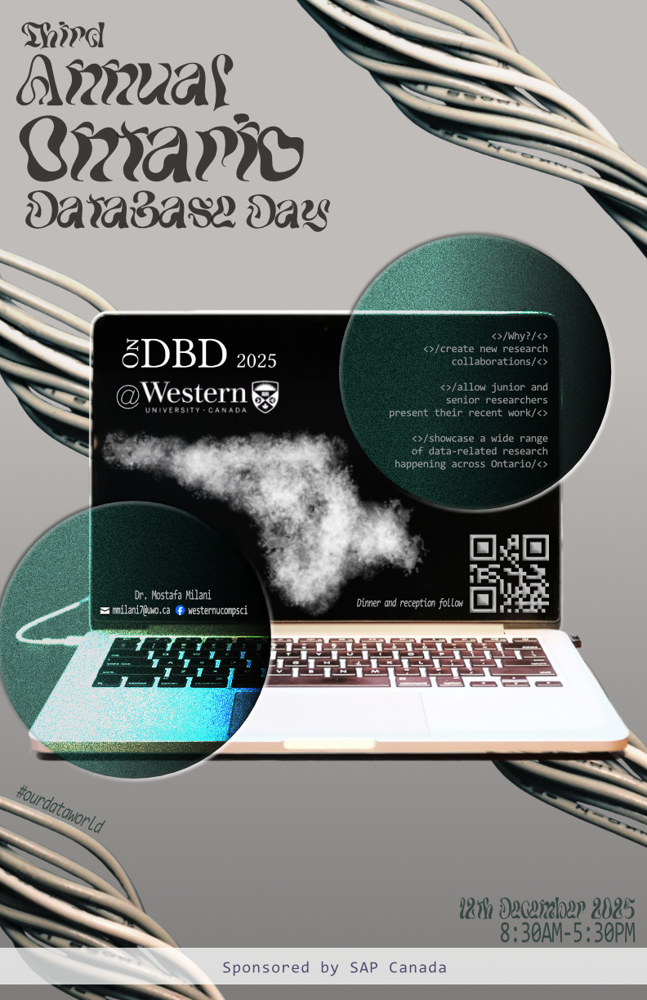 Third
Annual
Ontario
DataBase Day
ON DBD 2025
@Western
UNIVERSITY · CANADA
<>/Why?/<>
<>/create new research
collaborations/<>
<>/allow junior and
senior researchers
present their recent work/<>
<>/showcase a wide range
of data-related research
happening across Ontario/<>
Dr. Mostafa Milani
mmilani7@uwo.ca westernucompsci
Dinner and reception follow
#ourdataworld
12th December 2025
8:30AM-5:30PM
Sponsored by SAP Canada